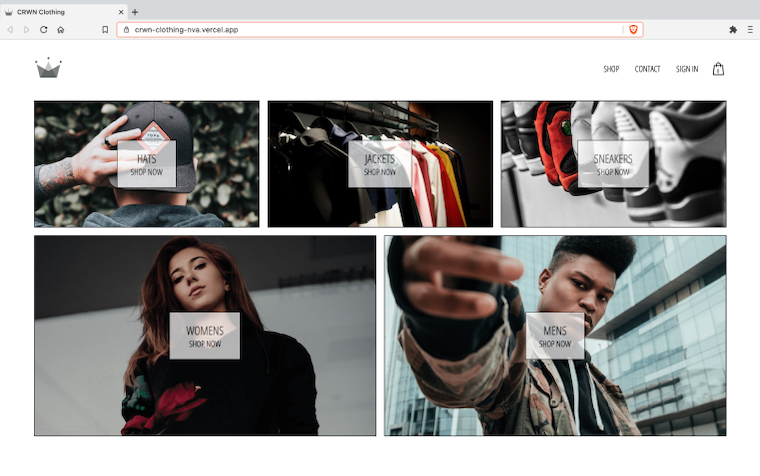 CRWN Clothing
crwn-clothing-nva.vercel.app
SHOP CONTACT SIGN IN
HATS
SHOP NOW
JACKETS
SHOP NOW
SNEAKERS
SHOP NOW
WOMENS
SHOP NOW
MENS
SHOP NOW